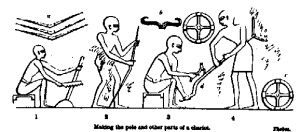 a
b
c
d
1 2 3 4
Making the pole and other parts of a chariot. Thebes.